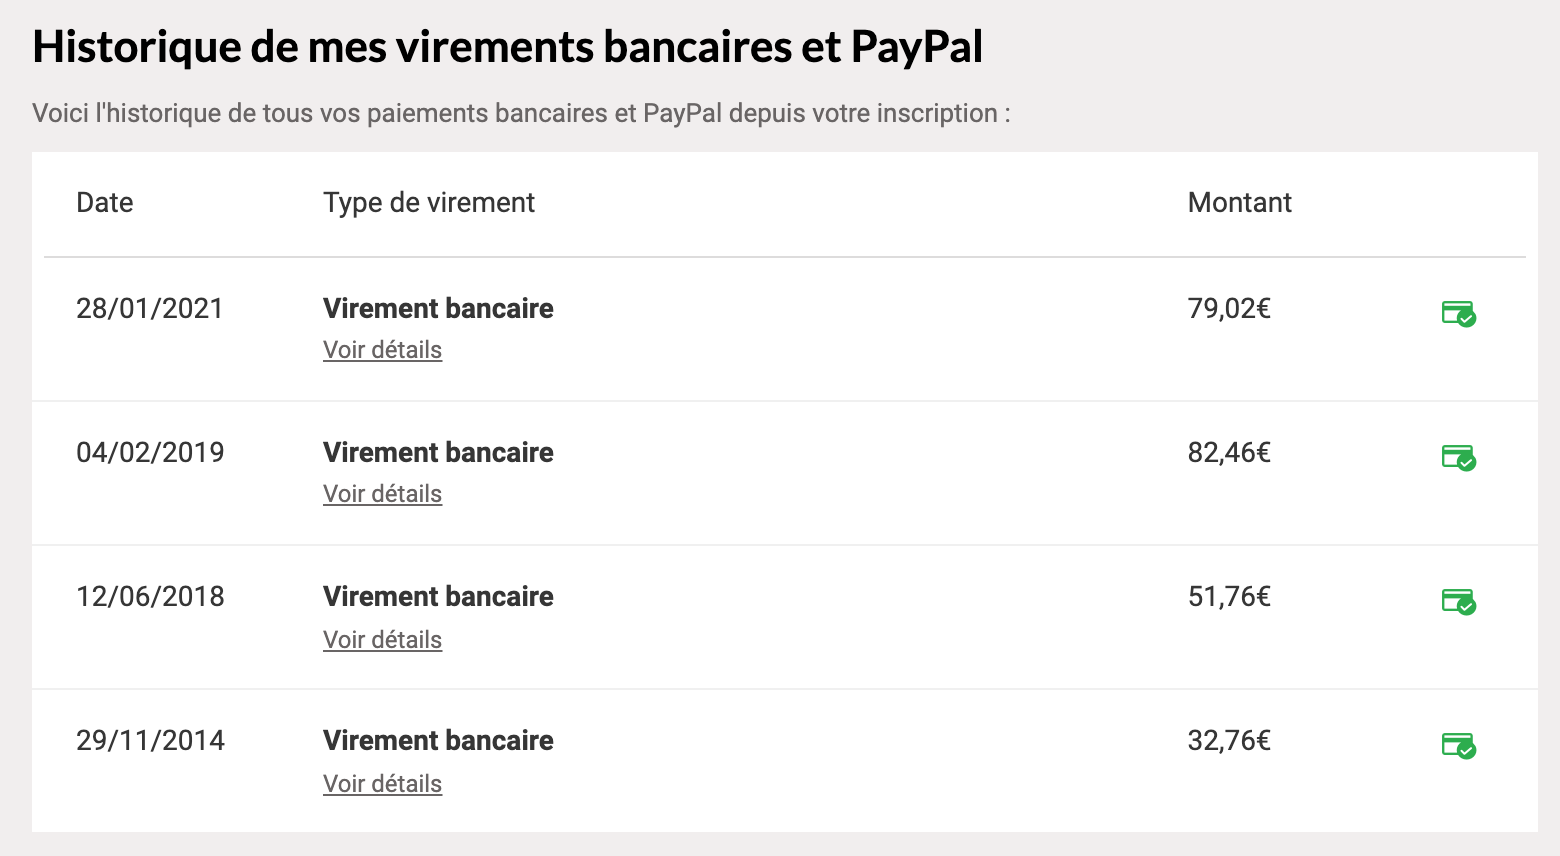 Historique de mes virements bancaires et PayPal
Voici l'historique de tous vos paiements bancaires et PayPal depuis votre inscription :
Date Type de virement Montant
28/01/2021 Virement bancaire 79,02€
Voir détails
04/02/2019 Virement bancaire 82,46€
Voir détails
12/06/2018 Virement bancaire 51,76€
Voir détails
29/11/2014 Virement bancaire 32,76€
Voir détails